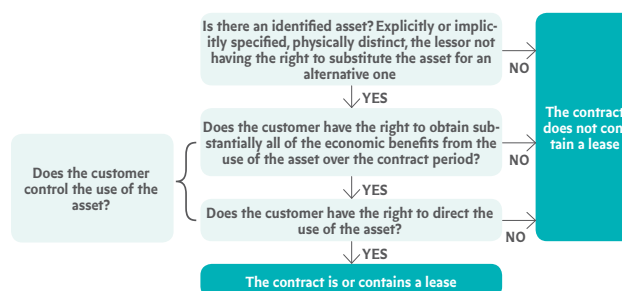 Is there an identified asset? Explicitly or implic-
itly specified, physically distinct, the lessor not
having the right to substitute the asset for an
alternative one
NO
YES
The contract
does not con
tain a lease
Does the customer have the right to obtain sub-
stantially all of the economic benefits from the
use of the asset over the contract period?
NO
Does the customer
control the use of the
asset?
YES
Does the customer have the right to direct the
use of the asset?
NO
YES
The contract is or contains a lease